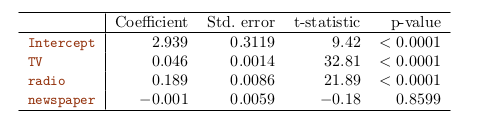 Coefficient Std. error t-statistic p-value
Intercept 2.939 0.3119 9.42 < 0.0001
TV 0.046 0.0014 32.81 < 0.0001
radio 0.189 0.0086 21.89 < 0.0001
newspaper −0.001 0.0059 −0.18 0.8599